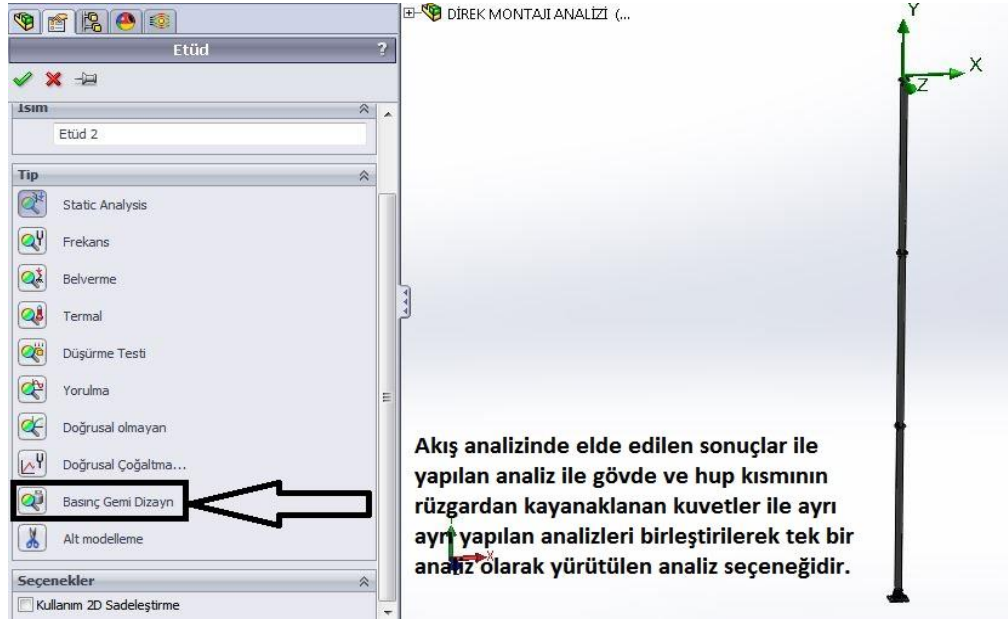 DİREK MONTAJI ANALİZİ (...
Etüd
?
İsim
Etüd 2
Tip
Static Analysis
Frekans
Belverme
Termal
Düşürme Testi
Yorulma
Doğrusal olmayan
Doğrusal Çoğaltma...
Basınç Gemi Dizayn
Alt modelleme
Seçenekler
Kullanım 2D Sadeleştirme
Y
X
Z
Akış analizinde elde edilen sonuçlar ile
yapılan analiz ile gövde ve hup kısmının
rüzgardan kayanaklanan kuvetler ile ayrı
ayrı yapılan analizleri birleştirilerek tek bir
analiz olarak yürütülen analiz seçeneğidir.
X